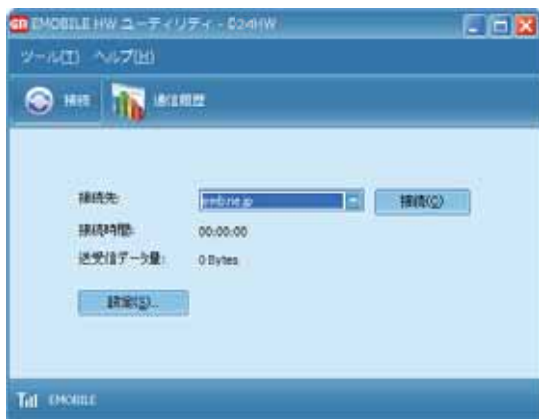 EMOBILE HW ユーティリティ - D24HW
ツール(T) ヘルプ(H)
接続 通信履歴
接続先: emb.ne.jp 接続(C)
接続時間: 00:00:00
送受信データ量: 0 Bytes
設定(S)...
EMOBILE